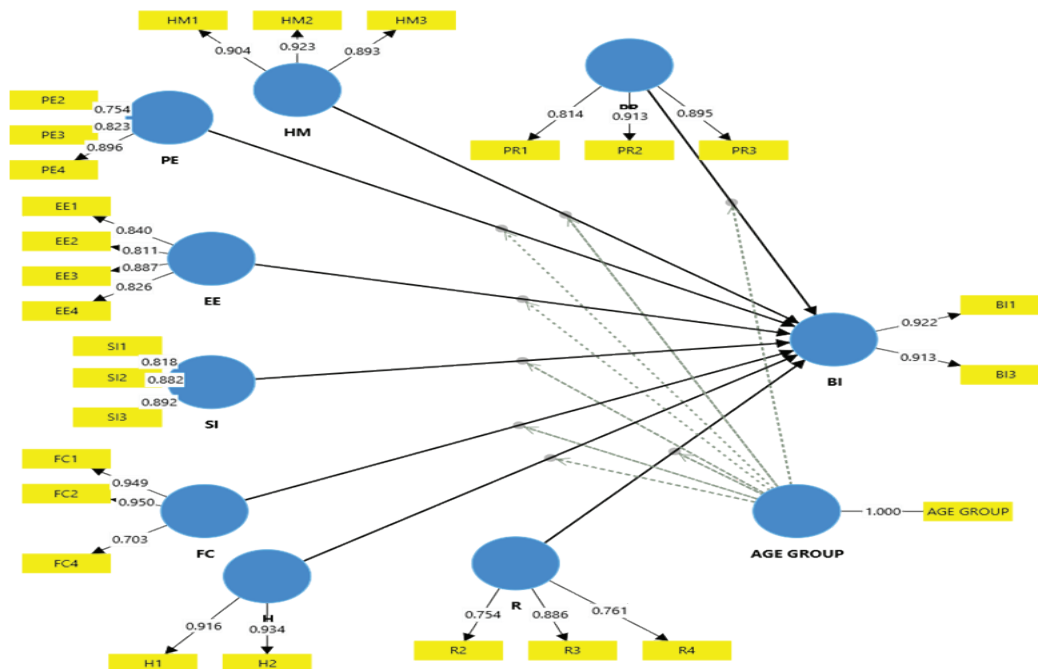 HM1
HM2
HM3
0.904
0.923
0.893
HM
PE2
PE3
PE4
0.754
0.823
0.896
PE
0.814
0.913
0.895
PR1
PR2
PR3
EE1
EE2
EE3
EE4
0.840
0.811
0.887
0.826
EE
SI1
SI2
SI3
0.818
0.882
0.892
SI
BI1
BI3
0.922
0.913
BI
FC1
FC2
FC4
0.949
0.950
0.703
FC
1.000
AGE GROUP
AGE GROUP
H
0.916
0.934
H1
H2
R
0.754
0.886
0.761
R2
R3
R4